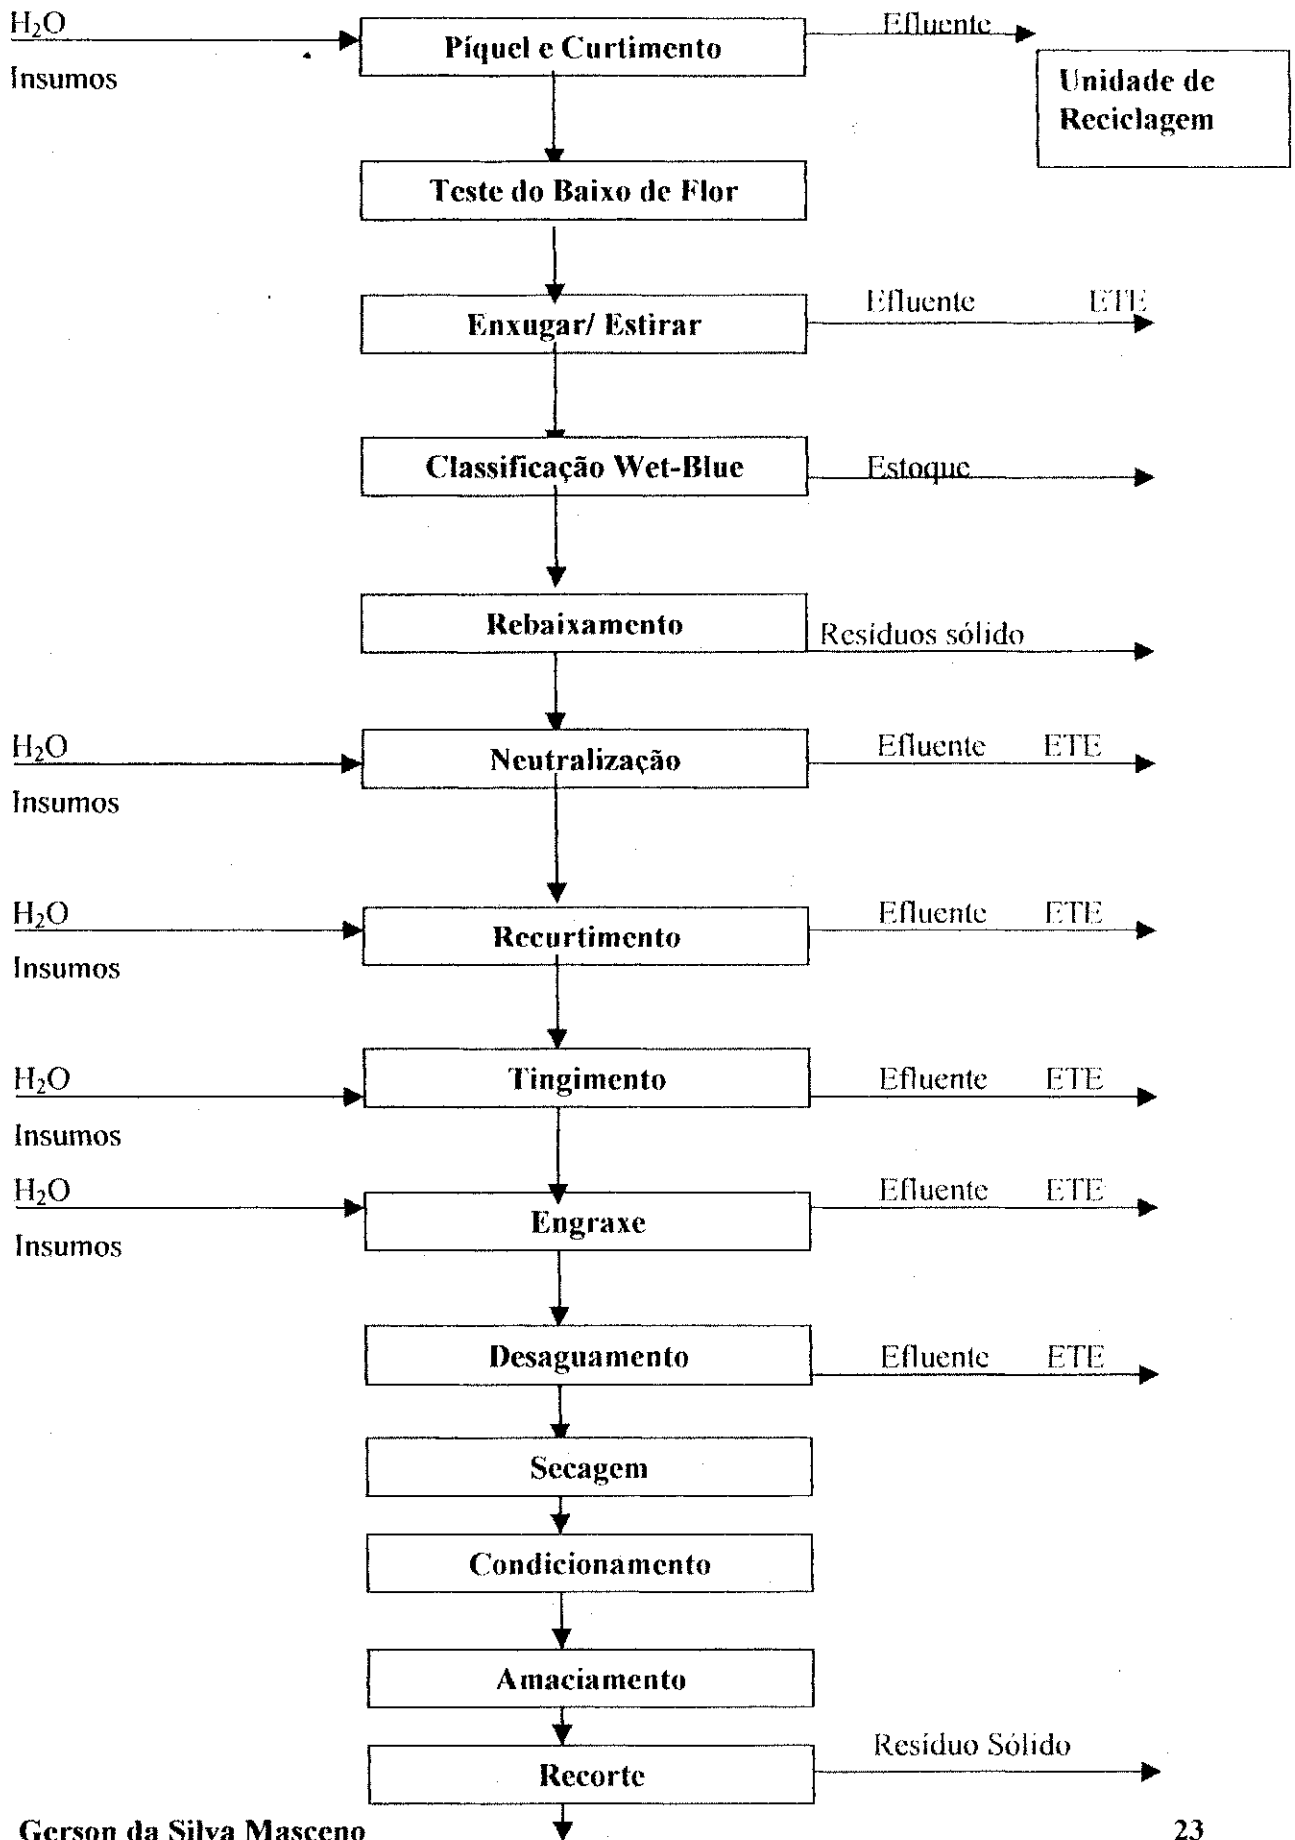 H₂O
Píquel e Curtimento
Efluente
Insumos
Unidade de
Reciclagem
Teste do Baixo de Flor
Enxugar/ Estirar
Efluente ETE
Classificação Wet-Blue
Estoque
Rebaixamento
Resíduos sólido
H₂O
Neutralização
Efluente ETE
Insumos
H₂O
Recurtimento
Efluente ETE
Insumos
H₂O
Tingimento
Efluente ETE
Insumos
H₂O
Engraxe
Efluente ETE
Insumos
Desaguamento
Efluente ETE
Secagem
Condicionamento
Amaciamento
Recorte
Resíduo Sólido
Gerson da Silva Masceno 23